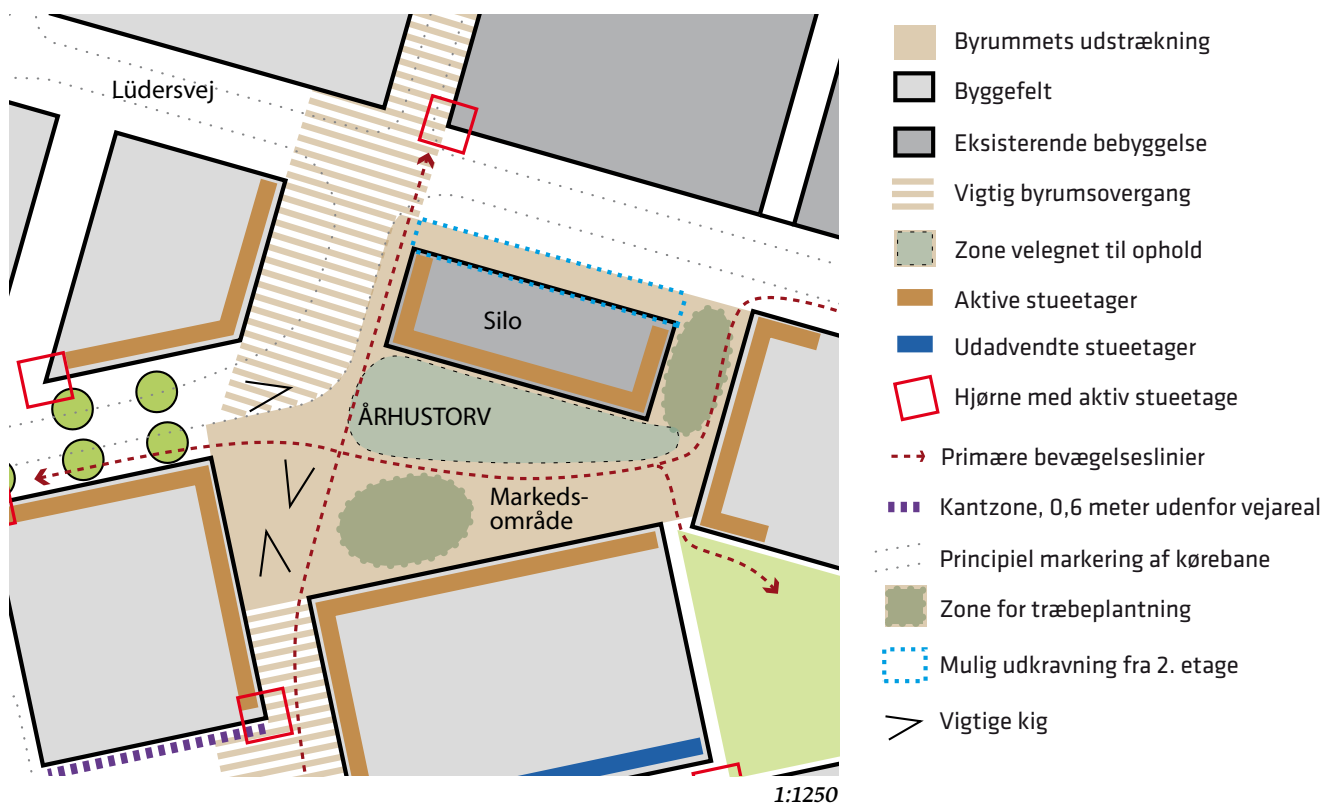 Lüdersvej
Silo
ÅRHUSTORV
Markeds-
område
Byrummets udstrækning
Byggefelt
Eksisterende bebyggelse
Vigtig byrumsovergang
Zone velegnet til ophold
Aktive stueetager
Udadvendte stueetager
Hjørne med aktiv stueetage
Primære bevægelseslinier
Kantzone, 0,6 meter udenfor vejareal
Principiel markering af kørebane
Zone for træbeplantning
Mulig udkravning fra 2. etage
Vigtige kig
1:1250